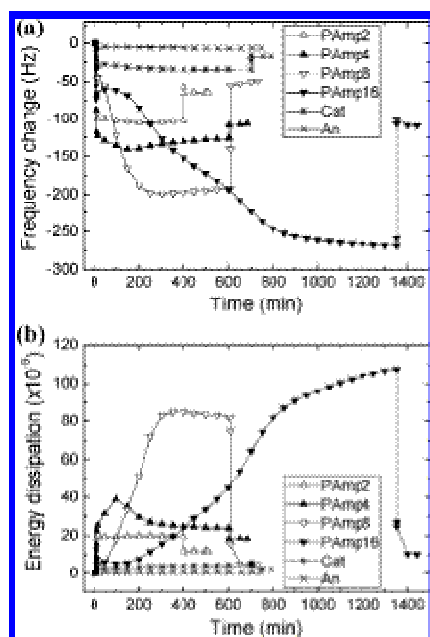 (a)
0
-50
-100
-150
-200
-250
-300
Frequency change (Hz)
PAmp2
PAmp4
PAmp8
PAmp16
Cat
An
0 200 400 600 800 1000 1200 1400
Time (min)
(b)
120
100
80
60
40
20
0
Energy dissipation (x10⁻⁶)
PAmp2
PAmp4
PAmp8
PAmp16
Cat
An
0 200 400 600 800 1000 1200 1400
Time (min)